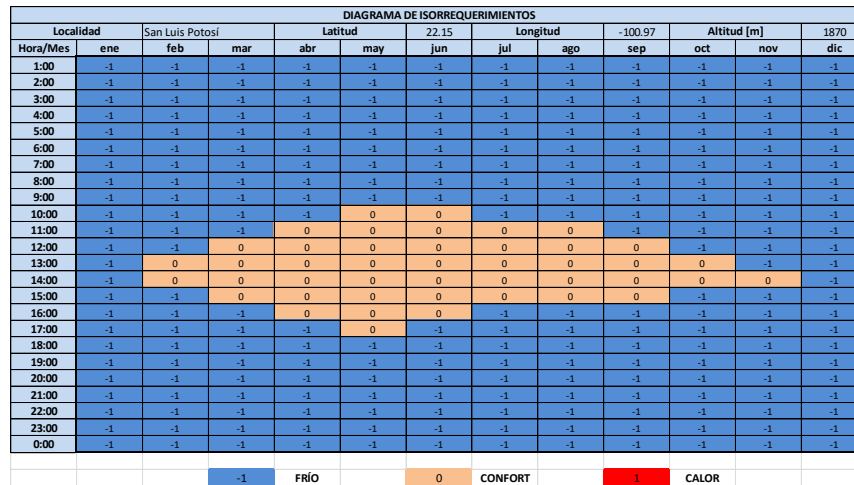 DIAGRAMA DE ISORREQUERIMIENTOS
Localidad San Luis Potosí Latitud 22.15 Longitud -100.97 Altitud [m] 1870
Hora/Mes ene feb mar abr may jun jul ago sep oct nov dic
1:00 -1 -1 -1 -1 -1 -1 -1 -1 -1 -1 -1 -1
2:00 -1 -1 -1 -1 -1 -1 -1 -1 -1 -1 -1 -1
3:00 -1 -1 -1 -1 -1 -1 -1 -1 -1 -1 -1 -1
4:00 -1 -1 -1 -1 -1 -1 -1 -1 -1 -1 -1 -1
5:00 -1 -1 -1 -1 -1 -1 -1 -1 -1 -1 -1 -1
6:00 -1 -1 -1 -1 -1 -1 -1 -1 -1 -1 -1 -1
7:00 -1 -1 -1 -1 -1 -1 -1 -1 -1 -1 -1 -1
8:00 -1 -1 -1 -1 -1 -1 -1 -1 -1 -1 -1 -1
9:00 -1 -1 -1 -1 -1 -1 -1 -1 -1 -1 -1 -1
10:00 -1 -1 -1 -1 0 0 -1 -1 -1 -1 -1 -1
11:00 -1 -1 -1 0 0 0 0 0 -1 -1 -1 -1
12:00 -1 -1 0 0 0 0 0 0 0 -1 -1 -1
13:00 -1 0 0 0 0 0 0 0 0 0 -1 -1
14:00 -1 0 0 0 0 0 0 0 0 0 0 -1
15:00 -1 -1 0 0 0 0 0 0 0 -1 -1 -1
16:00 -1 -1 -1 0 0 0 -1 -1 -1 -1 -1 -1
17:00 -1 -1 -1 -1 0 -1 -1 -1 -1 -1 -1 -1
18:00 -1 -1 -1 -1 -1 -1 -1 -1 -1 -1 -1 -1
19:00 -1 -1 -1 -1 -1 -1 -1 -1 -1 -1 -1 -1
20:00 -1 -1 -1 -1 -1 -1 -1 -1 -1 -1 -1 -1
21:00 -1 -1 -1 -1 -1 -1 -1 -1 -1 -1 -1 -1
22:00 -1 -1 -1 -1 -1 -1 -1 -1 -1 -1 -1 -1
23:00 -1 -1 -1 -1 -1 -1 -1 -1 -1 -1 -1 -1
0:00 -1 -1 -1 -1 -1 -1 -1 -1 -1 -1 -1 -1
-1 FRÍO 0 CONFORT 1 CALOR